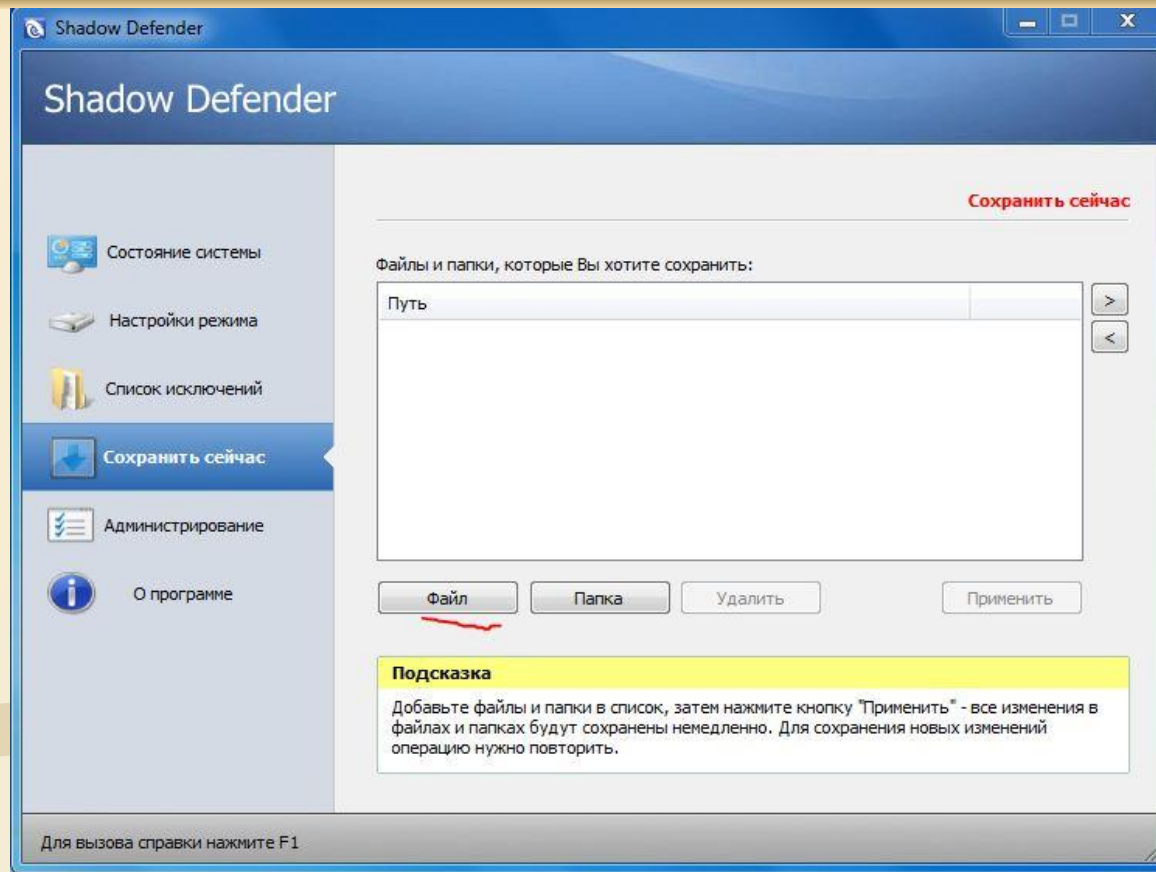 Shadow Defender
Shadow Defender
Сохранить сейчас
Состояние системы
Настройки режима
Список исключений
Сохранить сейчас
Администрирование
О программе
Файлы и папки, которые Вы хотите сохранить:
Путь
>
<
Файл Папка Удалить Применить
Подсказка
Добавьте файлы и папки в список, затем нажмите кнопку "Применить" - все изменения в
файлах и папках будут сохранены немедленно. Для сохранения новых изменений
операцию нужно повторить.
Для вызова справки нажмите F1